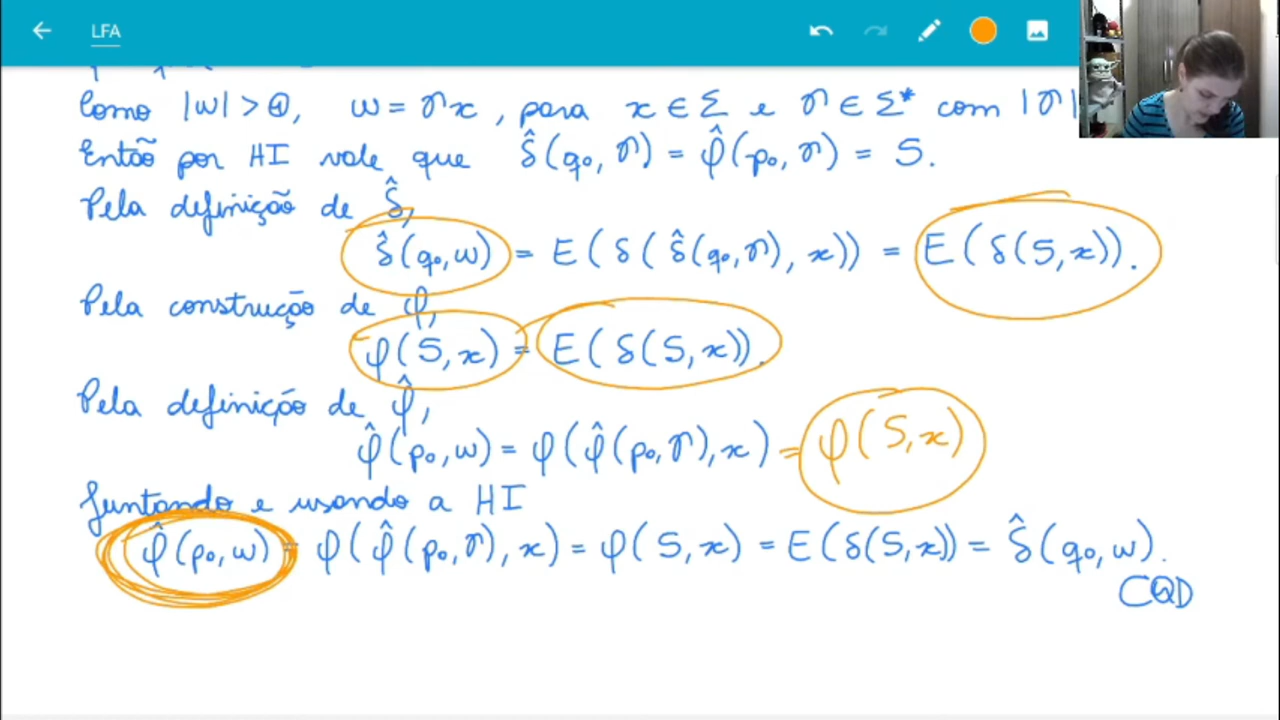 LFA
Como |w| > 0, w = rx, para x ∈ Σ e r ∈ Σ* com |r|
Então por HI vale que δ̂(q₀, r) = φ̂(p₀, r) = S.
Pela definição de δ̂,
δ̂(q₀, w) = E(δ(δ̂(q₀, r), x)) = E(δ(S, x)).
Pela construção de φ,
φ(S, x) = E(δ(S, x)).
Pela definição de φ̂,
φ̂(p₀, w) = φ(φ̂(p₀, r), x) = φ(S, x)
Juntando e usando a HI
φ̂(p₀, w) = φ(φ̂(p₀, r), x) = φ(S, x) = E(δ(S, x)) = δ̂(q₀, w).
CQD